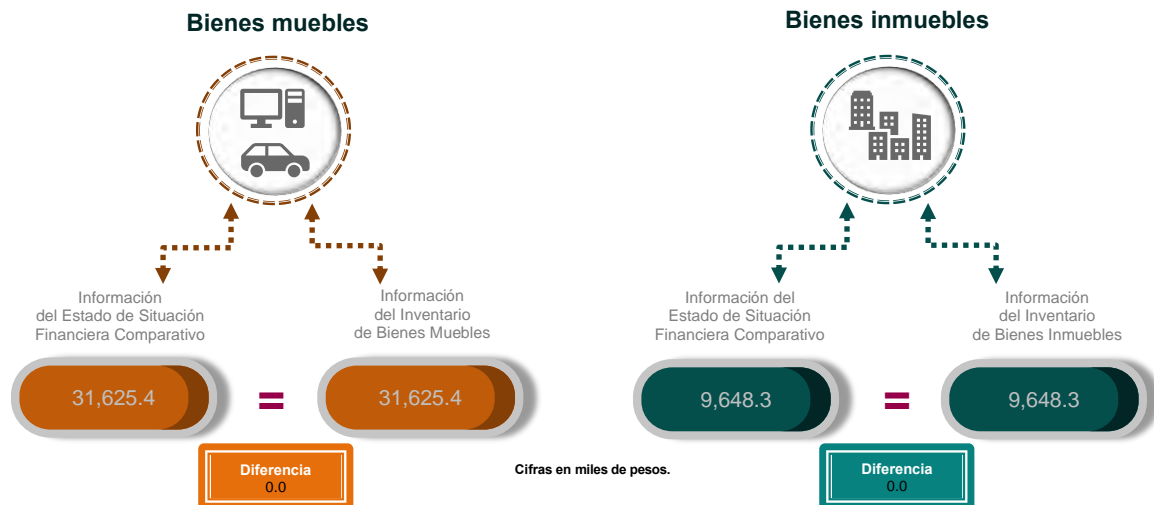 Bienes muebles
Información
del Estado de Situación
Financiera Comparativo
Información
del Inventario
de Bienes Muebles
31,625.4
=
31,625.4
Diferencia
0.0
Cifras en miles de pesos.
Bienes inmuebles
Información del
Estado de Situación
Financiera Comparativo
Información
del Inventario
de Bienes Inmuebles
9,648.3
=
9,648.3
Diferencia
0.0